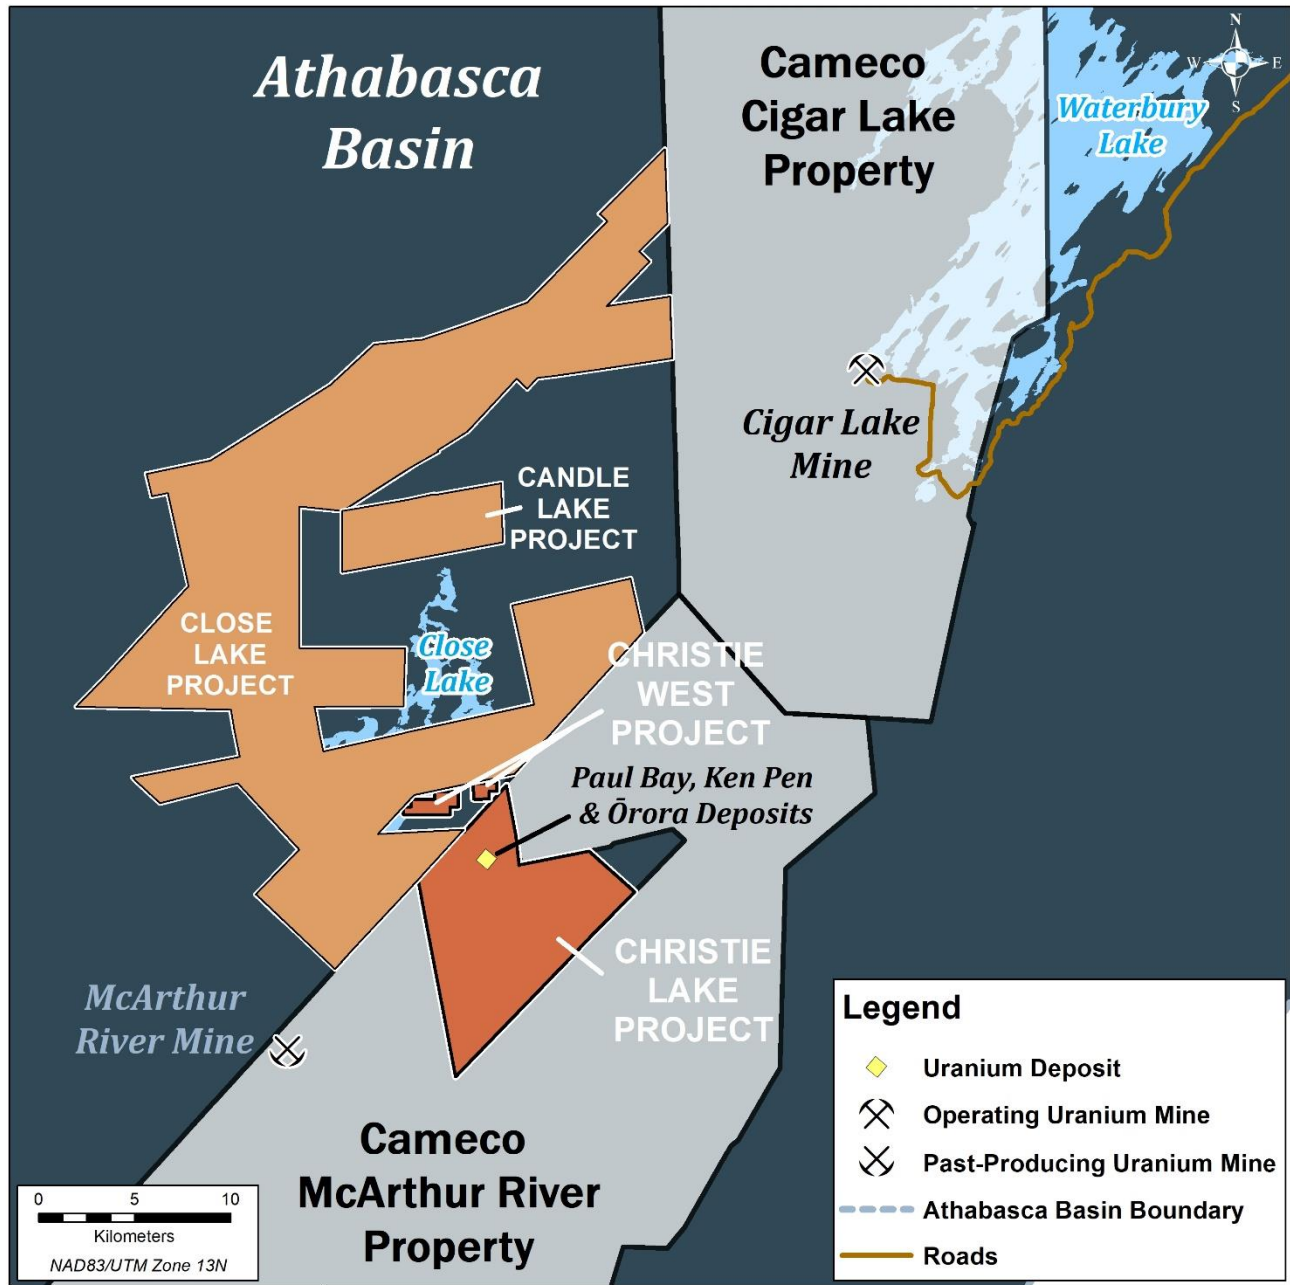 Athabasca
Basin
Cameco
Cigar Lake
Property
N
W
E
S
Waterbury
Lake
Cigar Lake
Mine
CANDLE
LAKE
PROJECT
CLOSE
LAKE
PROJECT
Close
Lake
CHRISTIE
WEST
PROJECT
Paul Bay, Ken Pen
& Ōrora Deposits
CHRISTIE
LAKE
PROJECT
McArthur
River Mine
Cameco
McArthur River
Property
0 5 10
Kilometers
NAD83/UTM Zone 13N
Legend
Uranium Deposit
Operating Uranium Mine
Past-Producing Uranium Mine
Athabasca Basin Boundary
Roads